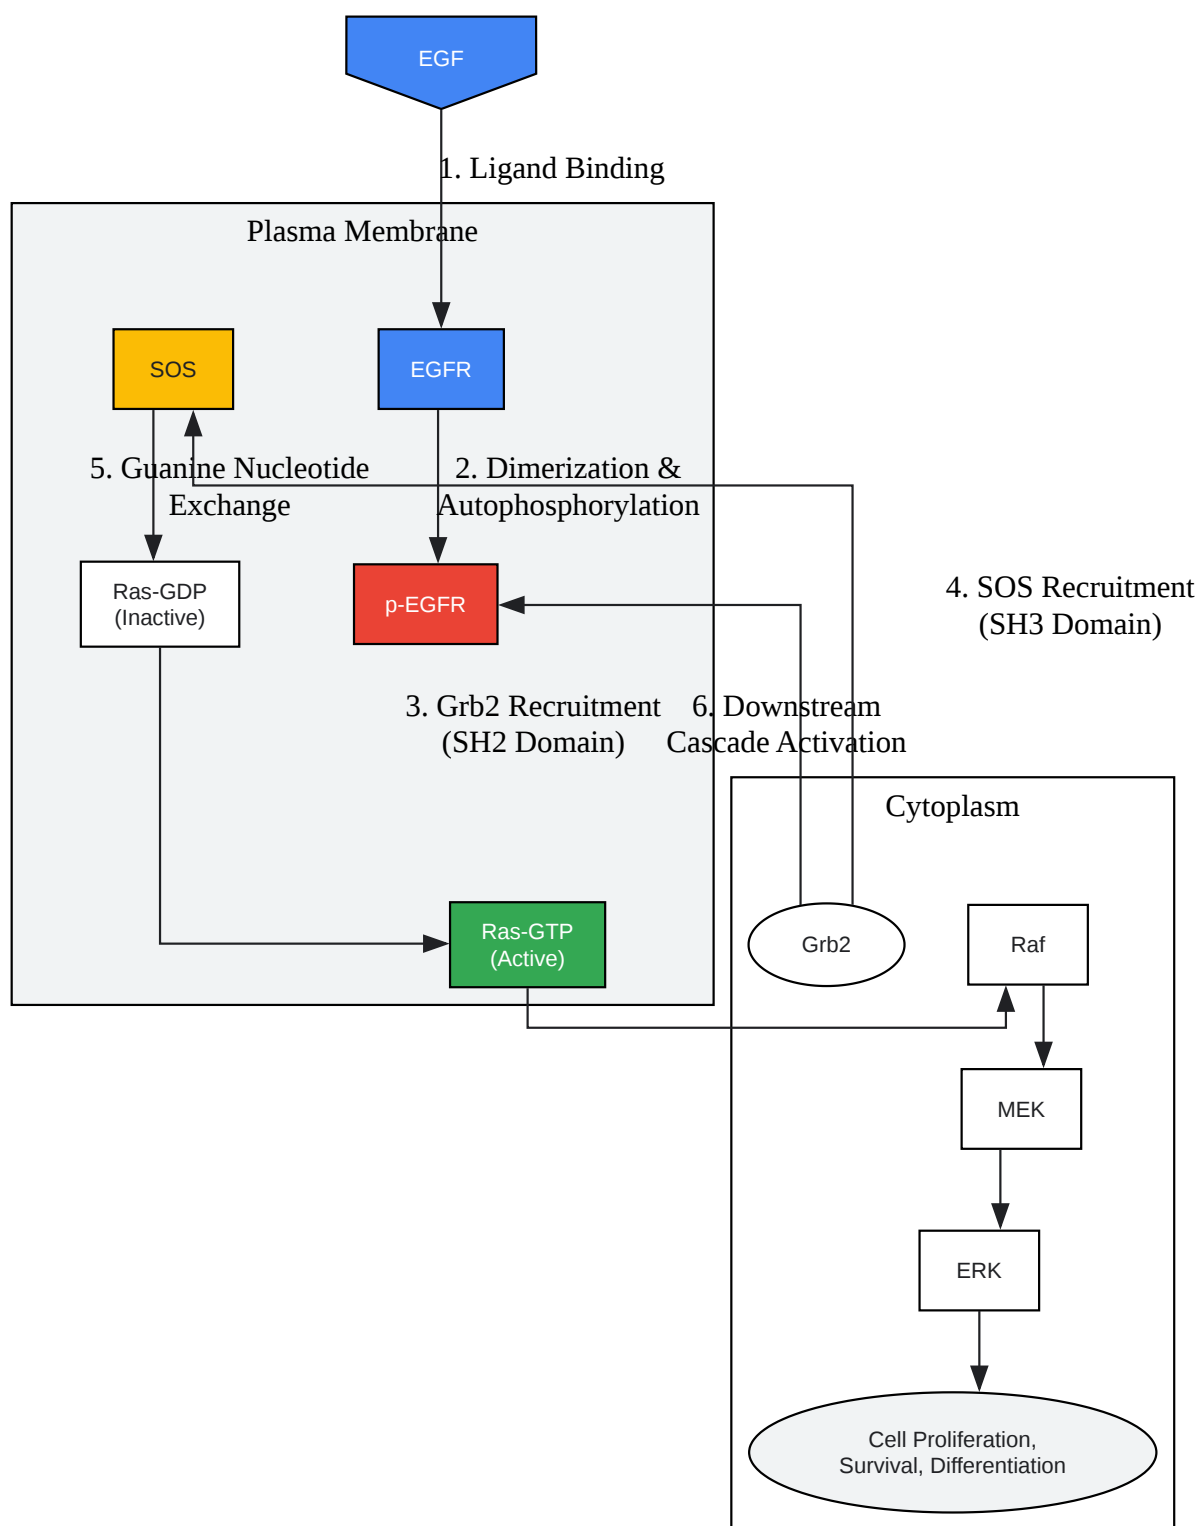 EGF
1. Ligand Binding
Plasma Membrane
SOS
EGFR
5. Guanine Nucleotide
Exchange
2. Dimerization &
Autophosphorylation
Ras-GDP
(Inactive)
p-EGFR
4. SOS Recruitment
(SH3 Domain)
3. Grb2 Recruitment
(SH2 Domain)
6. Downstream
Cascade Activation
Cytoplasm
Ras-GTP
(Active)
Grb2
Raf
MEK
ERK
Cell Proliferation,
Survival, Differentiation